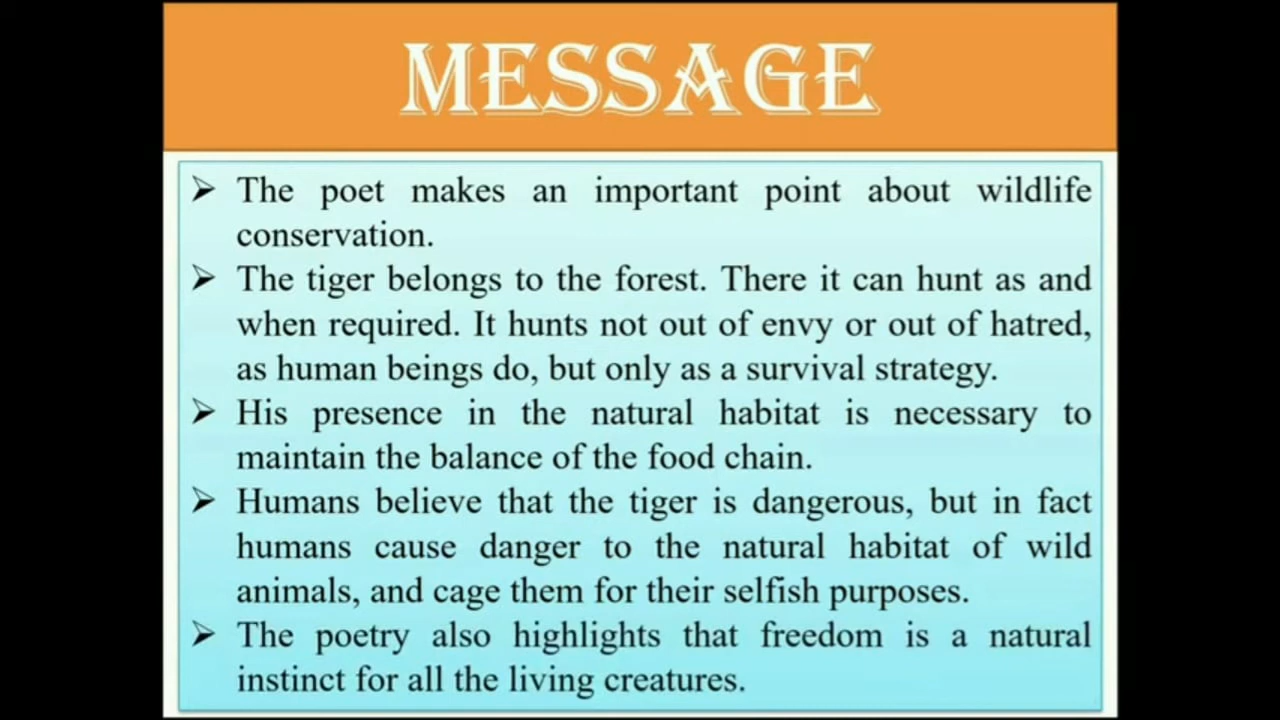 MESSAGE
➢ The poet makes an important point about wildlife
conservation.
➢ The tiger belongs to the forest. There it can hunt as and
when required. It hunts not out of envy or out of hatred,
as human beings do, but only as a survival strategy.
➢ His presence in the natural habitat is necessary to
maintain the balance of the food chain.
➢ Humans believe that the tiger is dangerous, but in fact
humans cause danger to the natural habitat of wild
animals, and cage them for their selfish purposes.
➢ The poetry also highlights that freedom is a natural
instinct for all the living creatures.